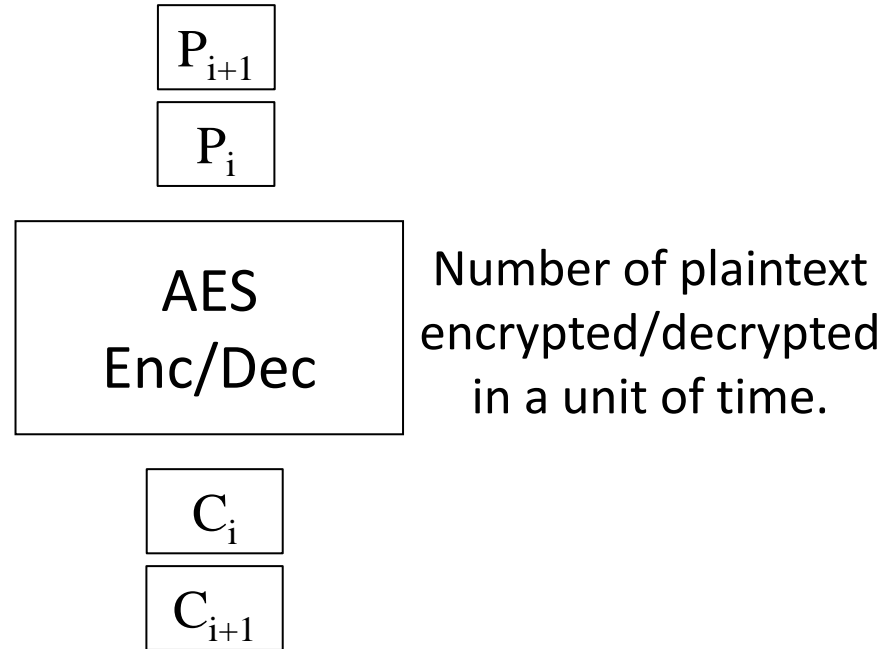 P_{i+1}
P_i
AES
Enc/Dec
Number of plaintext
encrypted/decrypted
in a unit of time.
C_i
C_{i+1}